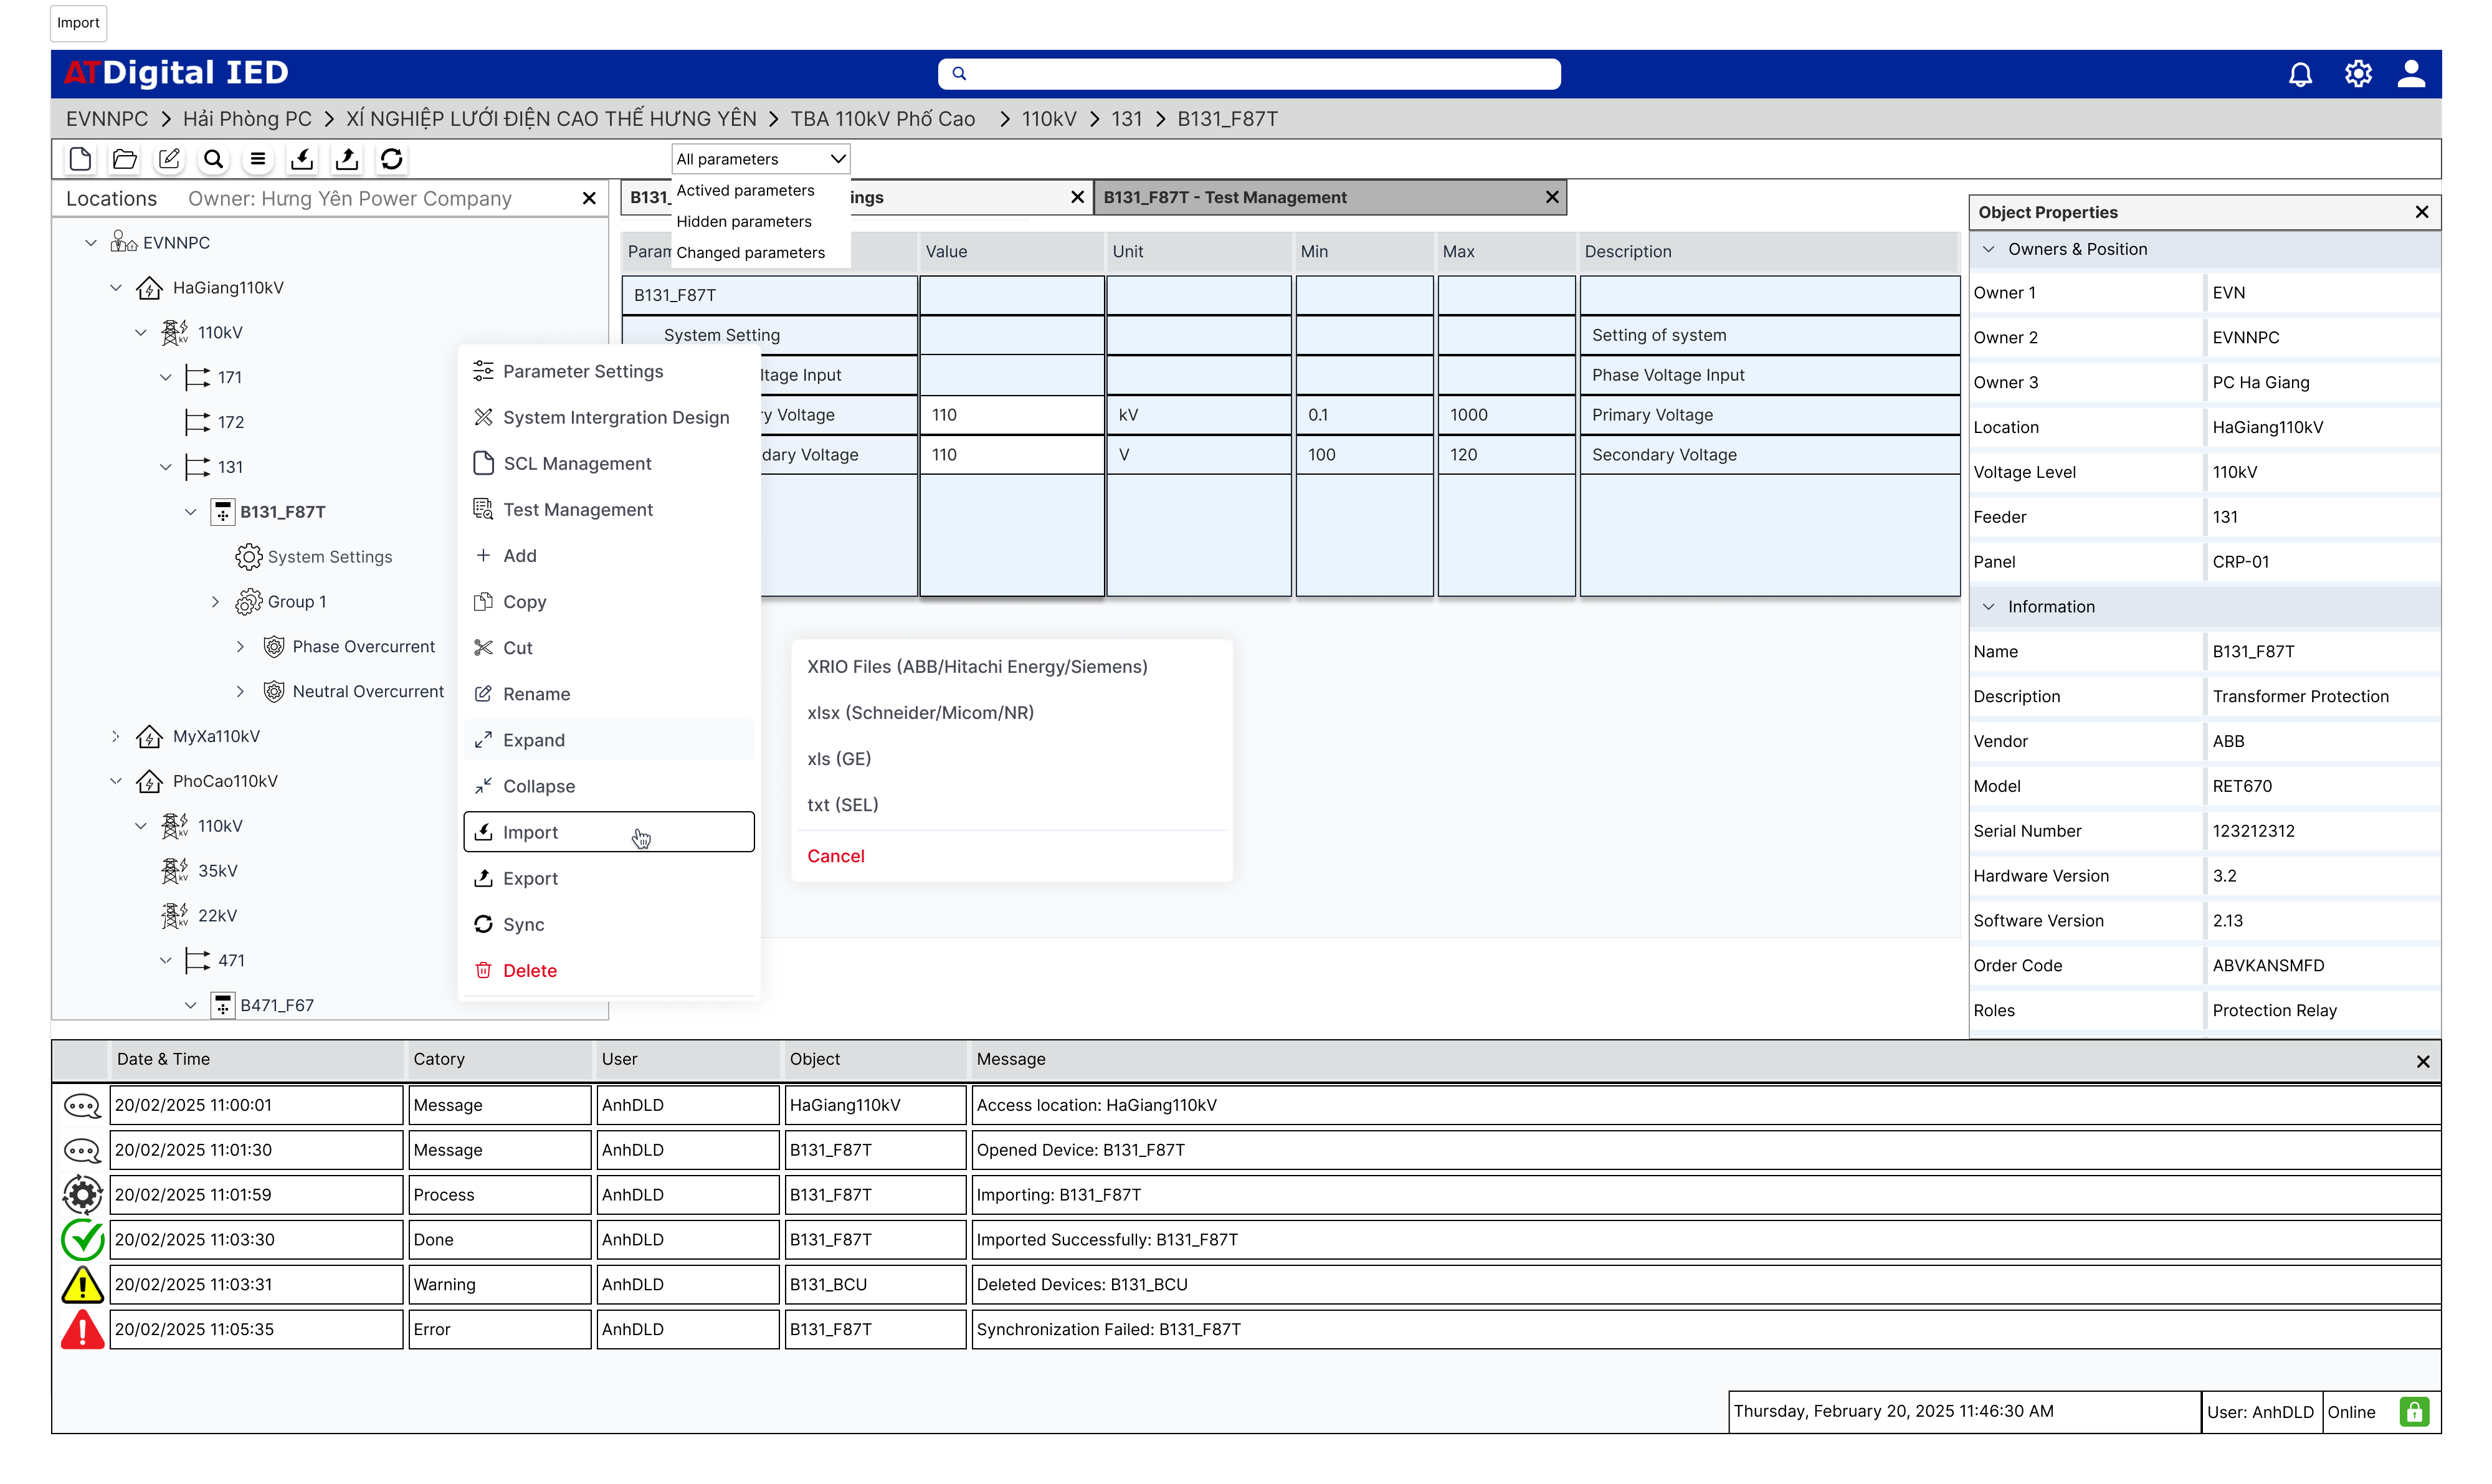 Import
ATDigital IED
EVNNPC > Hải Phòng PC > XÍ NGHIỆP LƯỚI ĐIỆN CAO THẾ HƯNG YÊN > TBA 110kV Phố Cao > 110kV > 131 > B131_F87T
All parameters
Actived parameters
Hidden parameters
Changed parameters
Locations Owner: Hưng Yên Power Company
EVNNPC
HaGiang110kV
110kV
171
172
131
B131_F87T
System Settings
Group 1
Phase Overcurrent
Neutral Overcurrent
MyXa110kV
PhoCao110kV
110kV
35kV
22kV
471
B471_F67
Parameter Settings
System Intergration Design
SCL Management
Test Management
Add
Copy
Cut
Rename
Expand
Collapse
Import
Export
Sync
Delete
XRIO Files (ABB/Hitachi Energy/Siemens)
xlsx (Schneider/Micom/NR)
xls (GE)
txt (SEL)
Cancel
B131_ ings
B131_F87T - Test Management
Param Value Unit Min Max Description
B131_F87T
System Setting Setting of system
ltage Input Phase Voltage Input
ry Voltage 110 kV 0.1 1000 Primary Voltage
dary Voltage 110 V 100 120 Secondary Voltage
Object Properties
Owners & Position
Owner 1 EVN
Owner 2 EVNNPC
Owner 3 PC Ha Giang
Location HaGiang110kV
Voltage Level 110kV
Feeder 131
Panel CRP-01
Information
Name B131_F87T
Description Transformer Protection
Vendor ABB
Model RET670
Serial Number 123212312
Hardware Version 3.2
Software Version 2.13
Order Code ABVKANSMFD
Roles Protection Relay
Date & Time Catory User Object Message
20/02/2025 11:00:01 Message AnhDLD HaGiang110kV Access location: HaGiang110kV
20/02/2025 11:01:30 Message AnhDLD B131_F87T Opened Device: B131_F87T
20/02/2025 11:01:59 Process AnhDLD B131_F87T Importing: B131_F87T
20/02/2025 11:03:30 Done AnhDLD B131_F87T Imported Successfully: B131_F87T
20/02/2025 11:03:31 Warning AnhDLD B131_BCU Deleted Devices: B131_BCU
20/02/2025 11:05:35 Error AnhDLD B131_F87T Synchronization Failed: B131_F87T
Thursday, February 20, 2025 11:46:30 AM User: AnhDLD Online